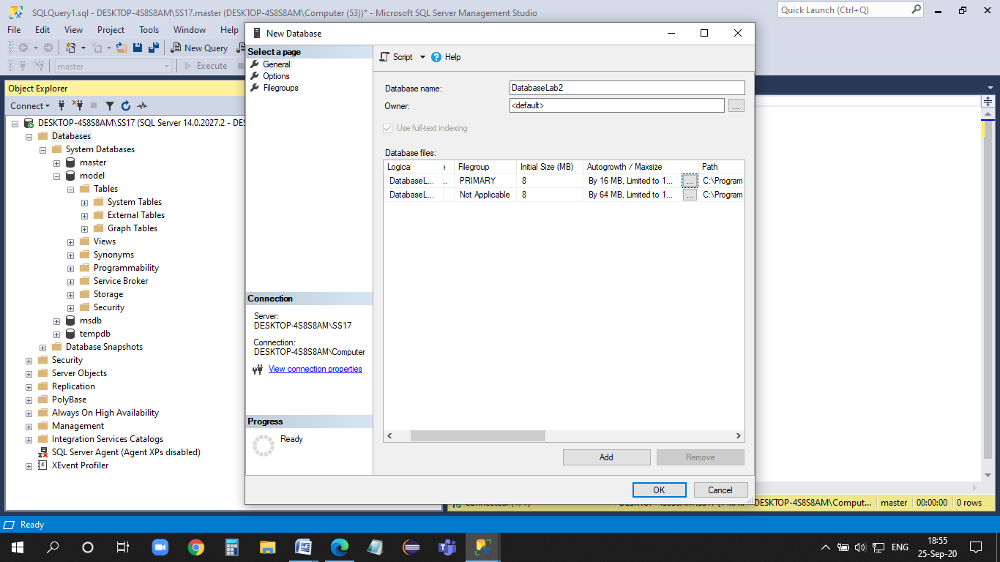 SQLQuery1.sql - DESKTOP-4S8S8AM\SS17.master (DESKTOP-4S8S8AM\Computer (53))* - Microsoft SQL Server Management Studio
Quick Launch (Ctrl+Q)
File Edit View Project Tools Window Help
New Query
master
Execute
Object Explorer
Connect
DESKTOP-4S8S8AM\SS17 (SQL Server 14.0.2027.2 - DE
Databases
System Databases
master
model
Tables
System Tables
External Tables
Graph Tables
Views
Synonyms
Programmability
Service Broker
Storage
Security
msdb
tempdb
Database Snapshots
Security
Server Objects
Replication
PolyBase
Always On High Availability
Management
Integration Services Catalogs
SQL Server Agent (Agent XPs disabled)
XEvent Profiler
New Database
Select a page
General
Options
Filegroups
Connection
Server:
DESKTOP-4S8S8AM\SS17
Connection:
DESKTOP-4S8S8AM\Computer
View connection properties
Progress
Ready
Script Help
Database name: DatabaseLab2
Owner: <default> ...
Use full-text indexing
Database files:
Logical Filegroup Initial Size (MB) Autogrowth / Maxsize Path
DatabaseL... PRIMARY 8 By 16 MB, Limited to 1... ... C:\Program
DatabaseL... Not Applicable 8 By 64 MB, Limited to 1... ... C:\Program
Add Remove
OK Cancel
DESKTOP-4S8S8AM\Comput... master 00:00:00 0 rows
Ready
ENG
18:55
25-Sep-20